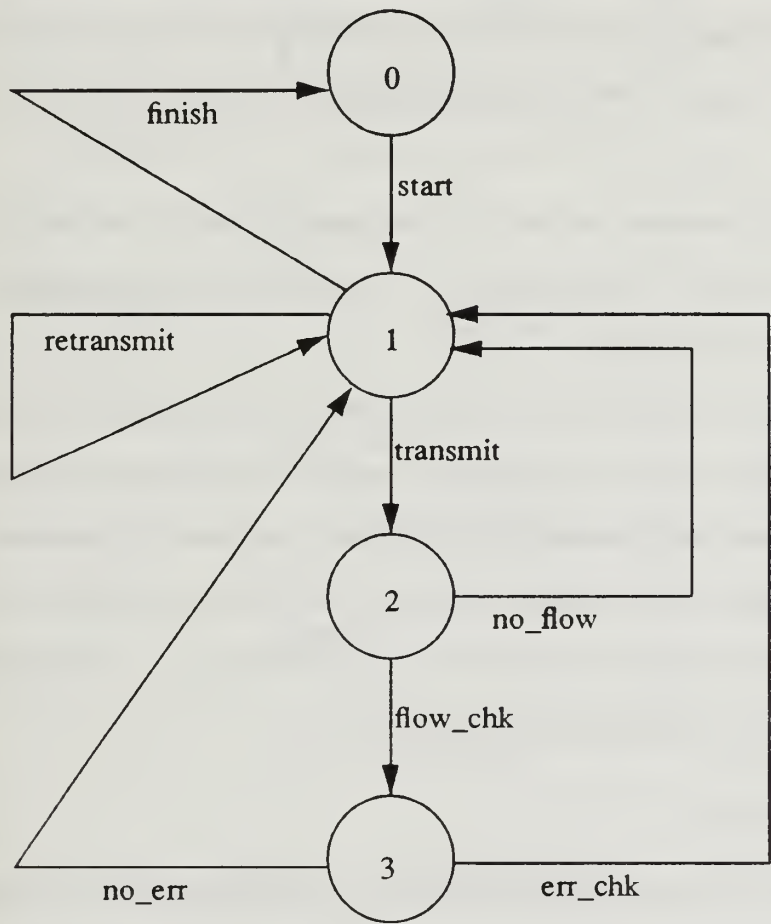 0
finish
start
1
retransmit
transmit
2
no_flow
flow_chk
3
no_err
err_chk